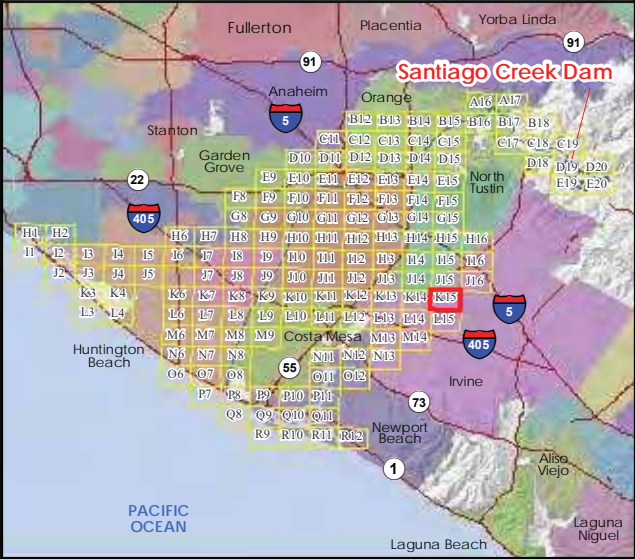 Fullerton
Placentia
Yorba Linda
91
91
Santiago Creek Dam
Anaheim
Orange
A16 A17
5
B12 B13 B14 B15 B16 B17 B18
Stanton
C11 C12 C13 C14 C15 C17 C18 C19
Garden
Grove
D10 D11 D12 D13 D14 D15 D18 D19 D20
22
E9 E10 E11 E12 E13 E14 E15 E19 E20
North
Tustin
F8 F9 F10 F11 F12 F13 F14 F15
405
G8 G9 G10 G11 G12 G13 G14 G15
H1 H2 H6 H7 H8 H9 H10 H11 H12 H13 H14 H15 H16
I1 I2 I3 I4 I5 I6 I7 I8 I9 I10 I11 I12 I13 I14 I15 I16
J2 J3 J4 J5 J7 J8 J9 J10 J11 J12 J13 J14 J15 J16
K3 K4 K6 K7 K8 K9 K10 K11 K12 K13 K14 K15
5
L3 L4 L6 L7 L8 L9 L10 L11 L12 L13 L14 L15
M6 M7 M8 M9 Costa Mesa M13 M14
405
Huntington
Beach
N6 N7 N8 N11 N12 N13
55
O6 O7 O8 O11 O12
Irvine
P7 P8 P9 P10 P11
73
Q8 Q9 Q10 Q11
Newport
Beach
R9 R10 R11 R12
1
Aliso
Viejo
PACIFIC
OCEAN
Laguna
Niguel
Laguna Beach